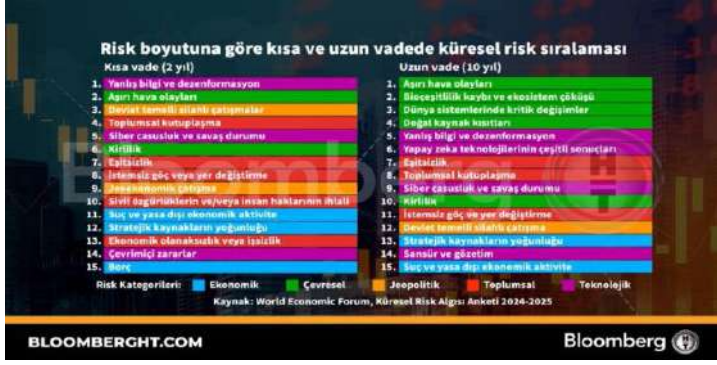 Risk boyutuna göre kısa ve uzun vadede küresel risk sıralaması
Kısa vade (2 yıl)
1. Yanlış bilgi ve dezenformasyon
2. Aşırı hava olayları
3. Devlet temelli silahlı çatışmalar
4. Toplumsal kutuplaşma
5. Siber casusluk ve savaş durumu
6. Kirlilik
7. Eşitsizlik
8. İstemsiz göç veya yer değiştirme
9. Jeoekonomik çatışma
10. Sivil özgürlüklerin ve/veya insan haklarının ihlali
11. Suç ve yasa dışı ekonomik aktivite
12. Stratejik kaynakların yoğunluğu
13. Ekonomik olanaksızlık veya işsizlik
14. Çevrimiçi zararlar
15. Borç
Uzun vade (10 yıl)
1. Aşırı hava olayları
2. Biyoçeşitlilik kaybı ve ekosistem çöküşü
3. Dünya sistemlerinde kritik değişimler
4. Doğal kaynak kısıtları
5. Yanlış bilgi ve dezenformasyon
6. Yapay zeka teknolojilerinin çeşitli sonuçları
7. Eşitsizlik
8. Toplumsal kutuplaşma
9. Siber casusluk ve savaş durumu
10. Kirlilik
11. İstemsiz göç ve yer değiştirme
12. Devlet temelli silahlı çatışma
13. Stratejik kaynakların yoğunluğu
14. Sansür ve gözetim
15. Suç ve yasa dışı ekonomik aktivite
Risk Kategorileri: Ekonomik Çevresel Jeopolitik Toplumsal Teknolojik
Kaynak: World Economic Forum, Küresel Risk Algısı Anketi 2024-2025
Bloomberg HT
BLOOMBERGHT.COM
Bloomberg HT